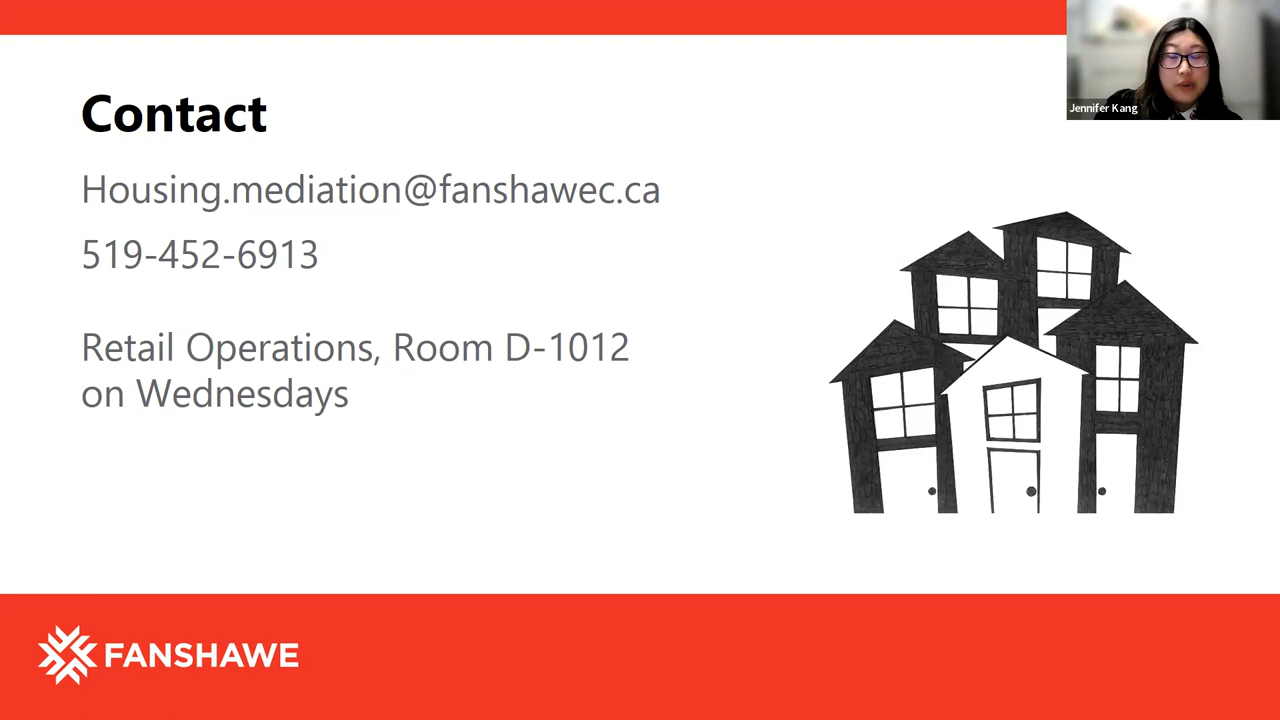 Contact
Jennifer Kang
Housing.mediation@fanshawec.ca
519-452-6913
Retail Operations, Room D-1012
on Wednesdays
FANSHAWE